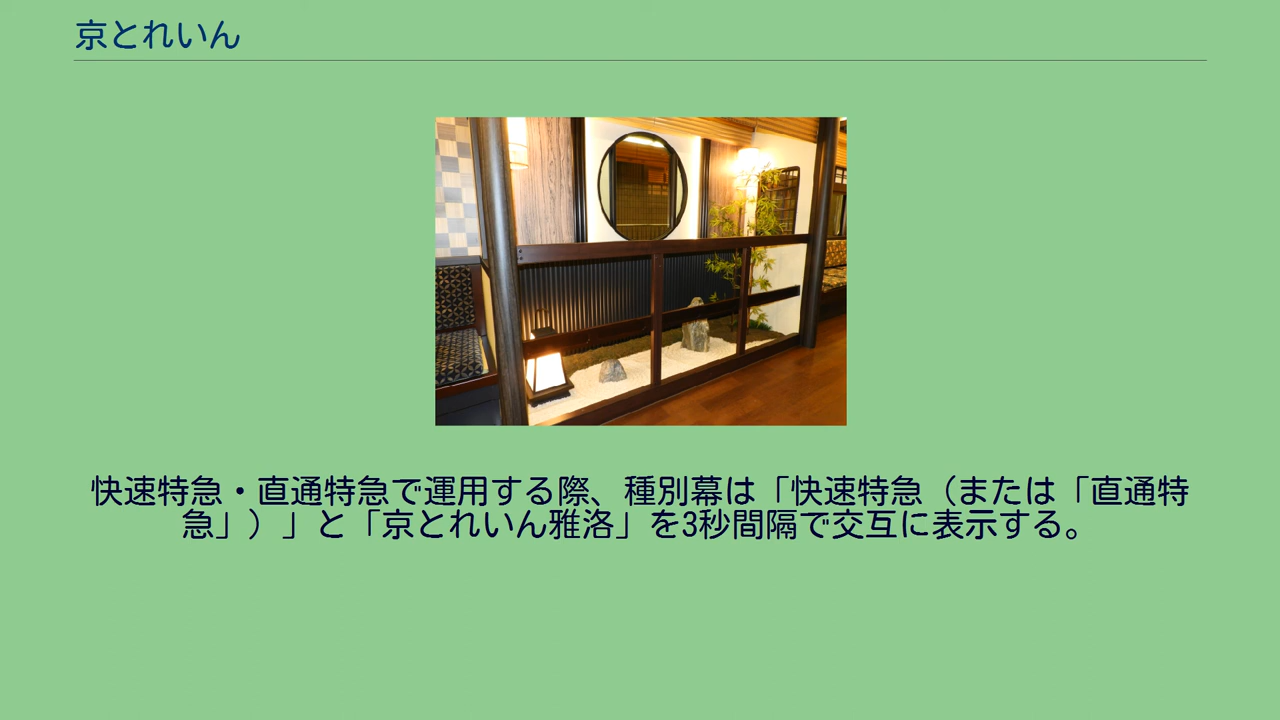 京とれいん
快速特急・直通特急で運用する際、種別幕は「快速特急（または「直通特
急」）」と「京とれいん雅洛」を3秒間隔で交互に表示する。